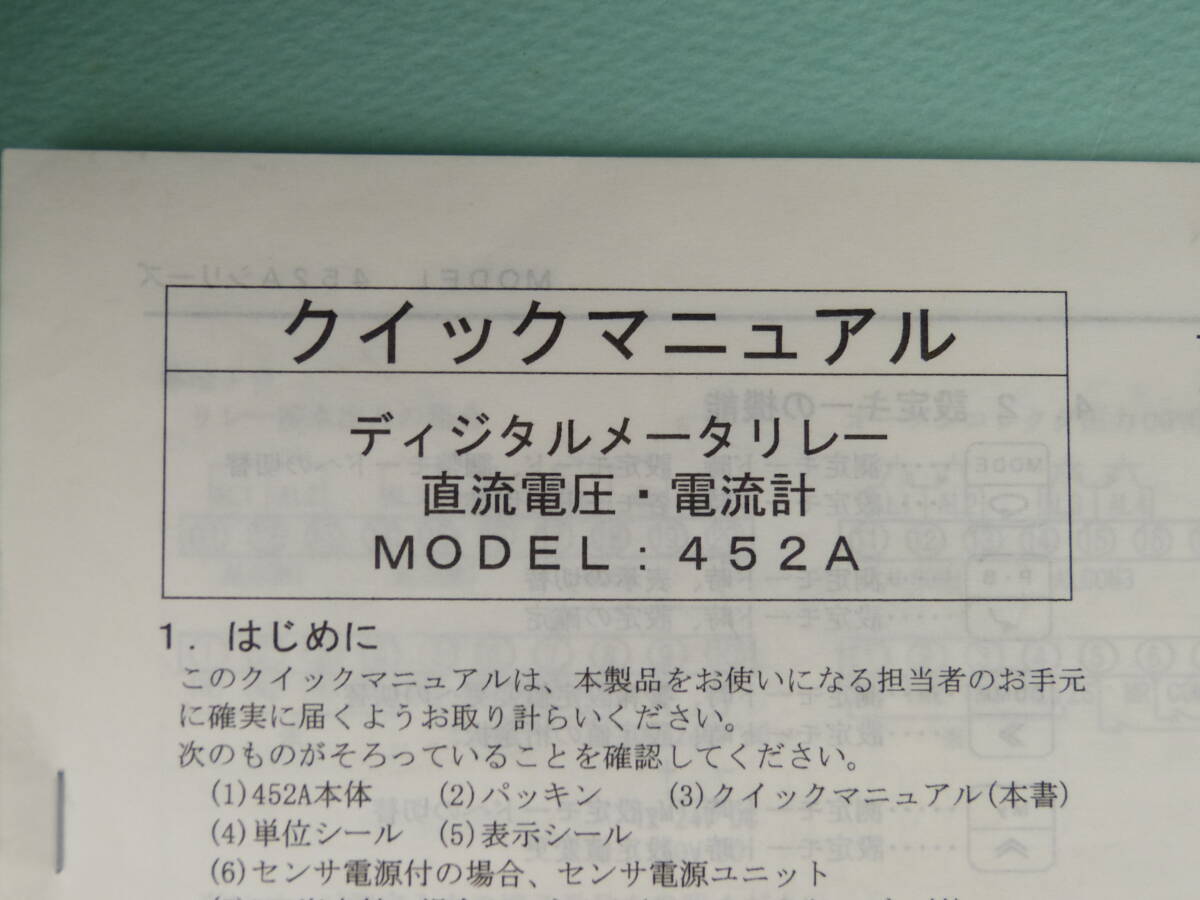 クイックマニュアル
ディジタルメータリレー
直流電圧・電流計
MODEL:452A
1. はじめに
このクイックマニュアルは、本製品をお使いになる担当者のお手元
に確実に届くようお取り計らいください。
次のものがそろっていることを確認してください。
(1)452A本体 (2)パッキン (3)クイックマニュアル(本書)
(4)単位シール (5)表示シール
(6)センサ電源付の場合、センサ電源ユニット